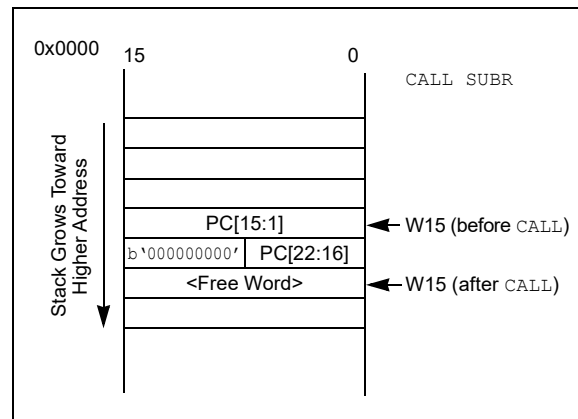 0x0000 15 0
CALL SUBR
Stack Grows Toward
Higher Address
PC[15:1] W15 (before CALL)
b‘000000000’ PC[22:16]
<Free Word> W15 (after CALL)